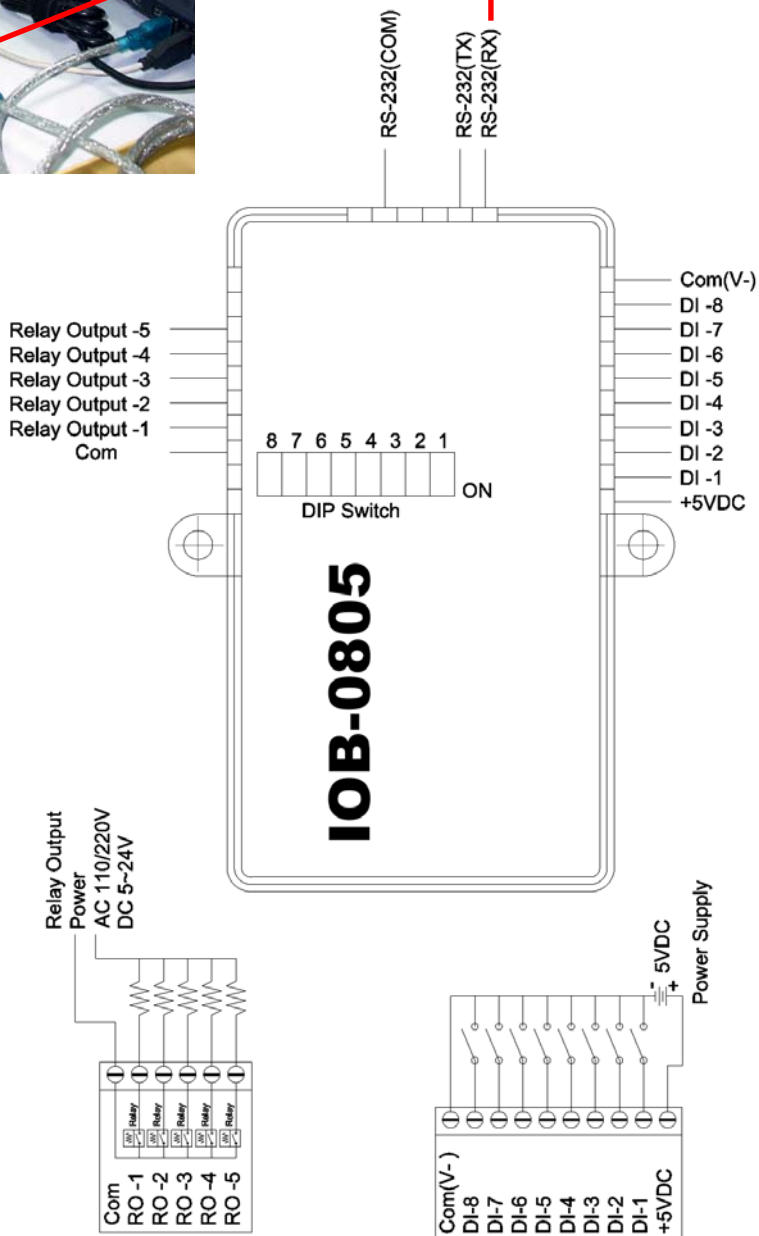 RS-232(COM)
RS-232(TX)
RS-232(RX)
Relay Output -5
Relay Output -4
Relay Output -3
Relay Output -2
Relay Output -1
Com
Com(V-)
DI -8
DI -7
DI -6
DI -5
DI -4
DI -3
DI -2
DI -1
+5VDC
8 7 6 5 4 3 2 1
ON
DIP Switch
IOB-0805
Relay Output
Power
AC 110/220V
DC 5~24V
Relay
Relay
Relay
Relay
Relay
Com
RO -1
RO -2
RO -3
RO -4
RO -5
- 5VDC +
Power Supply
Com(V- )
DI-8
DI-7
DI-6
DI-5
DI-4
DI-3
DI-2
DI-1
+5VDC